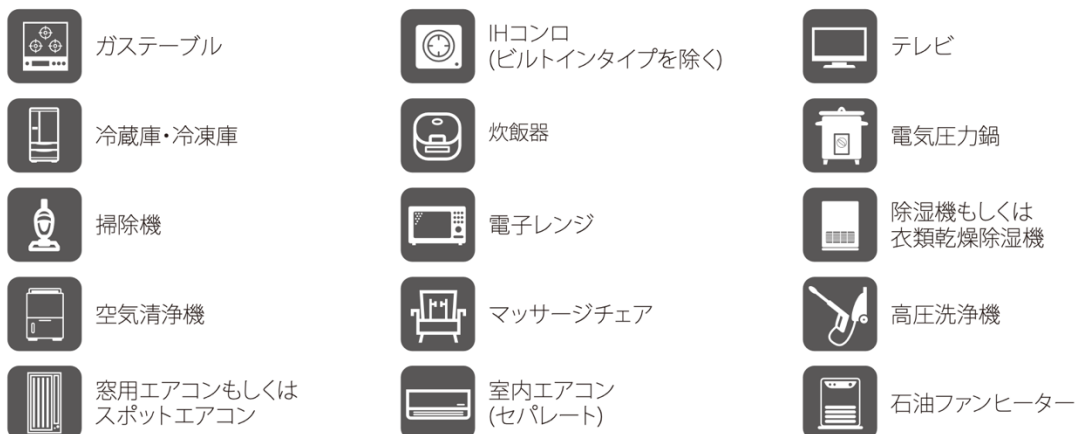 ガステーブル
IHコンロ
(ビルトインタイプを除く)
テレビ
冷蔵庫・冷凍庫
炊飯器
電気圧力鍋
掃除機
電子レンジ
除湿機もしくは
衣類乾燥除湿機
空気清浄機
マッサージチェア
高圧洗浄機
窓用エアコンもしくは
スポットエアコン
室内エアコン
(セパレート)
石油ファンヒーター